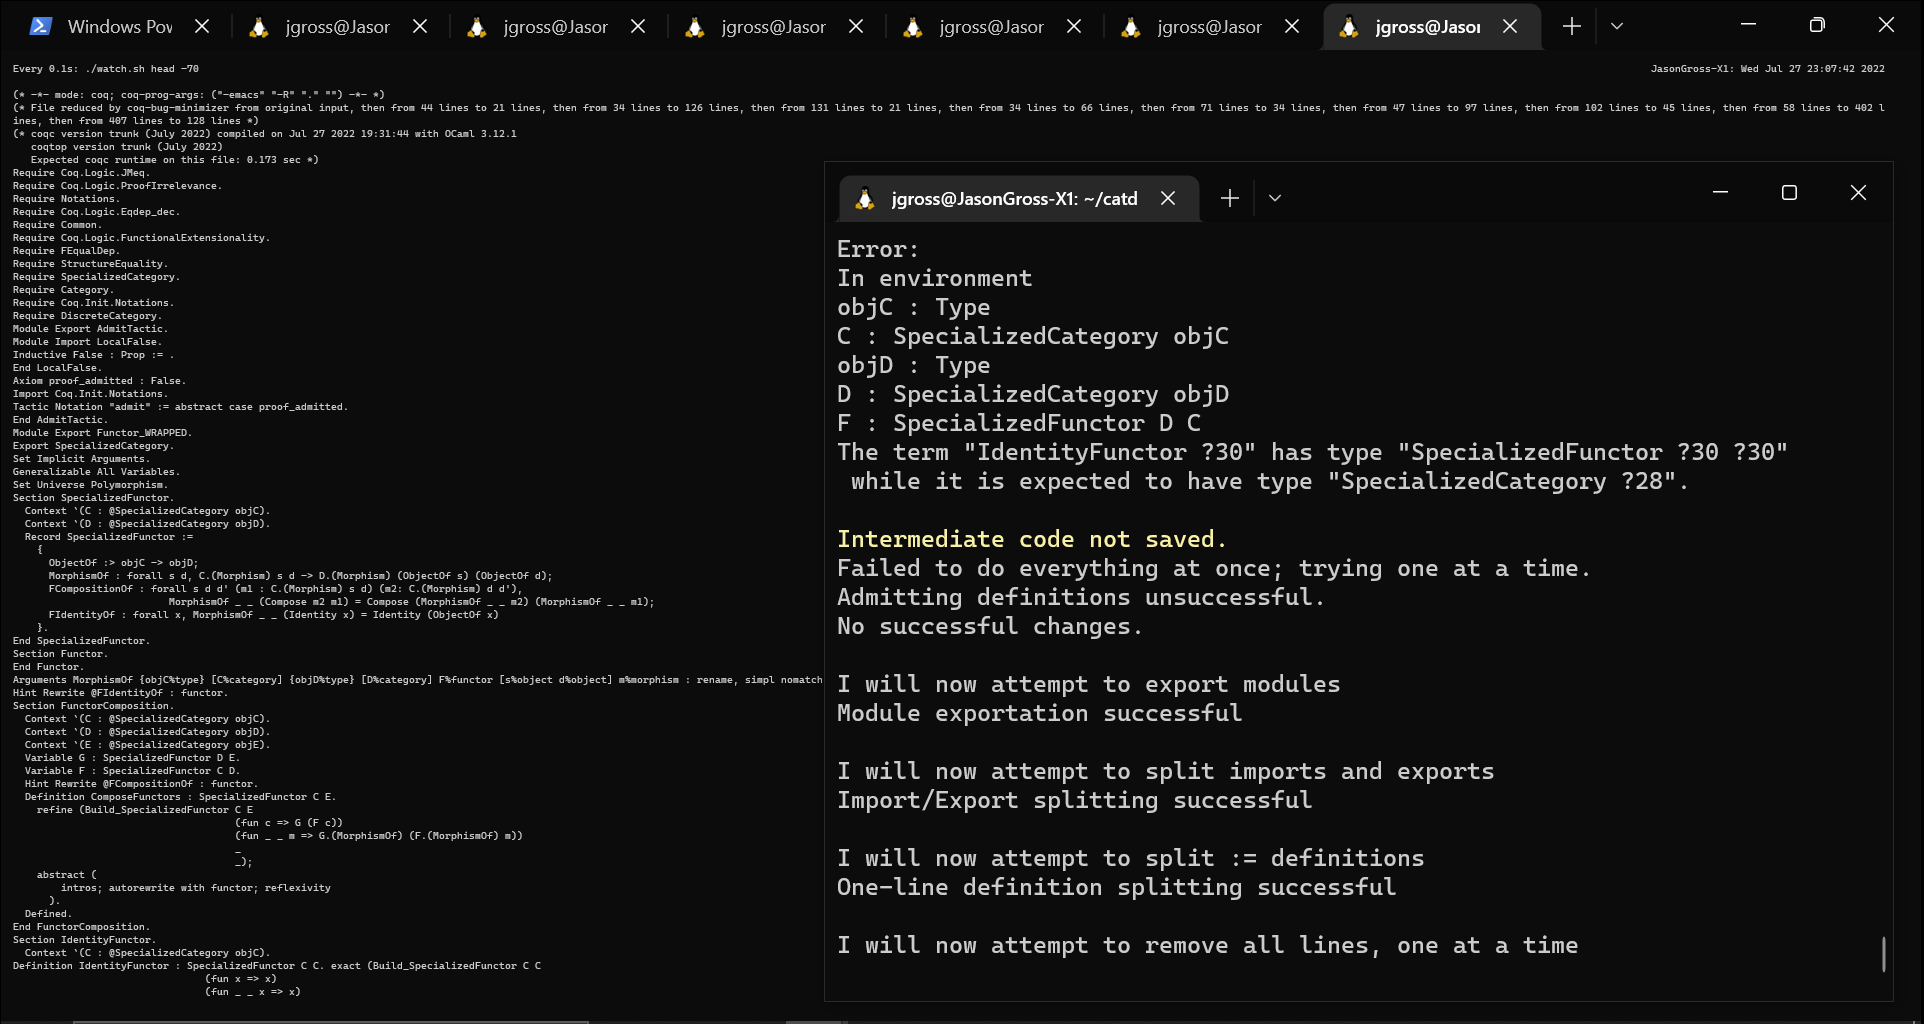 Windows Pow
jgross@Jasor
jgross@Jasor
jgross@Jasor
jgross@Jasor
jgross@Jasor
jgross@Jasor
Every 0.1s: ./watch.sh head -70
JasonGross-X1: Wed Jul 27 23:07:42 2022
(* -*- mode: coq; coq-prog-args: ("-emacs" "-R" "." "") -*- *)
(* File reduced by coq-bug-minimizer from original input, then from 44 lines to 21 lines, then from 34 lines to 126 lines, then from 131 lines to 21 lines, then from 34 lines to 66 lines, then from 71 lines to 34 lines, then from 47 lines to 97 lines, then from 102 lines to 45 lines, then from 58 lines to 402 l
ines, then from 407 lines to 128 lines *)
(* coqc version trunk (July 2022) compiled on Jul 27 2022 19:31:44 with OCaml 3.12.1
   coqtop version trunk (July 2022)
   Expected coqc runtime on this file: 0.173 sec *)
Require Coq.Logic.JMeq.
Require Coq.Logic.ProofIrrelevance.
Require Notations.
Require Coq.Logic.Eqdep_dec.
Require Common.
Require Coq.Logic.FunctionalExtensionality.
Require FEqualDep.
Require StructureEquality.
Require SpecializedCategory.
Require Category.
Require Coq.Init.Notations.
Require DiscreteCategory.
Module Export AdmitTactic.
Module Import LocalFalse.
Inductive False : Prop := .
End LocalFalse.
Axiom proof_admitted : False.
Import Coq.Init.Notations.
Tactic Notation "admit" := abstract case proof_admitted.
End AdmitTactic.
Module Export Functor_WRAPPED.
Export SpecializedCategory.
Set Implicit Arguments.
Generalizable All Variables.
Set Universe Polymorphism.
Section SpecializedFunctor.
  Context `(C : @SpecializedCategory objC).
  Context `(D : @SpecializedCategory objD).
  Record SpecializedFunctor :=
    {
      ObjectOf :> objC -> objD;
      MorphismOf : forall s d, C.(Morphism) s d -> D.(Morphism) (ObjectOf s) (ObjectOf d);
      FCompositionOf : forall s d d' (m1 : C.(Morphism) s d) (m2: C.(Morphism) d d'),
                          MorphismOf _ _ (Compose m2 m1) = Compose (MorphismOf _ _ m2) (MorphismOf _ _ m1);
      FIdentityOf : forall x, MorphismOf _ _ (Identity x) = Identity (ObjectOf x)
    }.
End SpecializedFunctor.
Section Functor.
End Functor.
Arguments MorphismOf {objC%type} [C%category] {objD%type} [D%category] F%functor [s%object d%object] m%morphism : rename, simpl nomatch
Hint Rewrite @FIdentityOf : functor.
Section FunctorComposition.
  Context `(C : @SpecializedCategory objC).
  Context `(D : @SpecializedCategory objD).
  Context `(E : @SpecializedCategory objE).
  Variable G : SpecializedFunctor D E.
  Variable F : SpecializedFunctor C D.
  Hint Rewrite @FCompositionOf : functor.
  Definition ComposeFunctors : SpecializedFunctor C E.
    refine (Build_SpecializedFunctor C E
                                     (fun c => G (F c))
                                     (fun _ _ m => G.(MorphismOf) (F.(MorphismOf) m))
                                     _
                                     _);
    abstract (
        intros; autorewrite with functor; reflexivity
      ).
  Defined.
End FunctorComposition.
Section IdentityFunctor.
  Context `(C : @SpecializedCategory objC).
Definition IdentityFunctor : SpecializedFunctor C C. exact (Build_SpecializedFunctor C C
                                (fun x => x)
                                (fun _ _ x => x)
jgross@JasonGross-X1: ~/catd
Error:
In environment
objC : Type
C : SpecializedCategory objC
objD : Type
D : SpecializedCategory objD
F : SpecializedFunctor D C
The term "IdentityFunctor ?30" has type "SpecializedFunctor ?30 ?30"
 while it is expected to have type "SpecializedCategory ?28".
Intermediate code not saved.
Failed to do everything at once; trying one at a time.
Admitting definitions unsuccessful.
No successful changes.
I will now attempt to export modules
Module exportation successful
I will now attempt to split imports and exports
Import/Export splitting successful
I will now attempt to split := definitions
One-line definition splitting successful
I will now attempt to remove all lines, one at a time